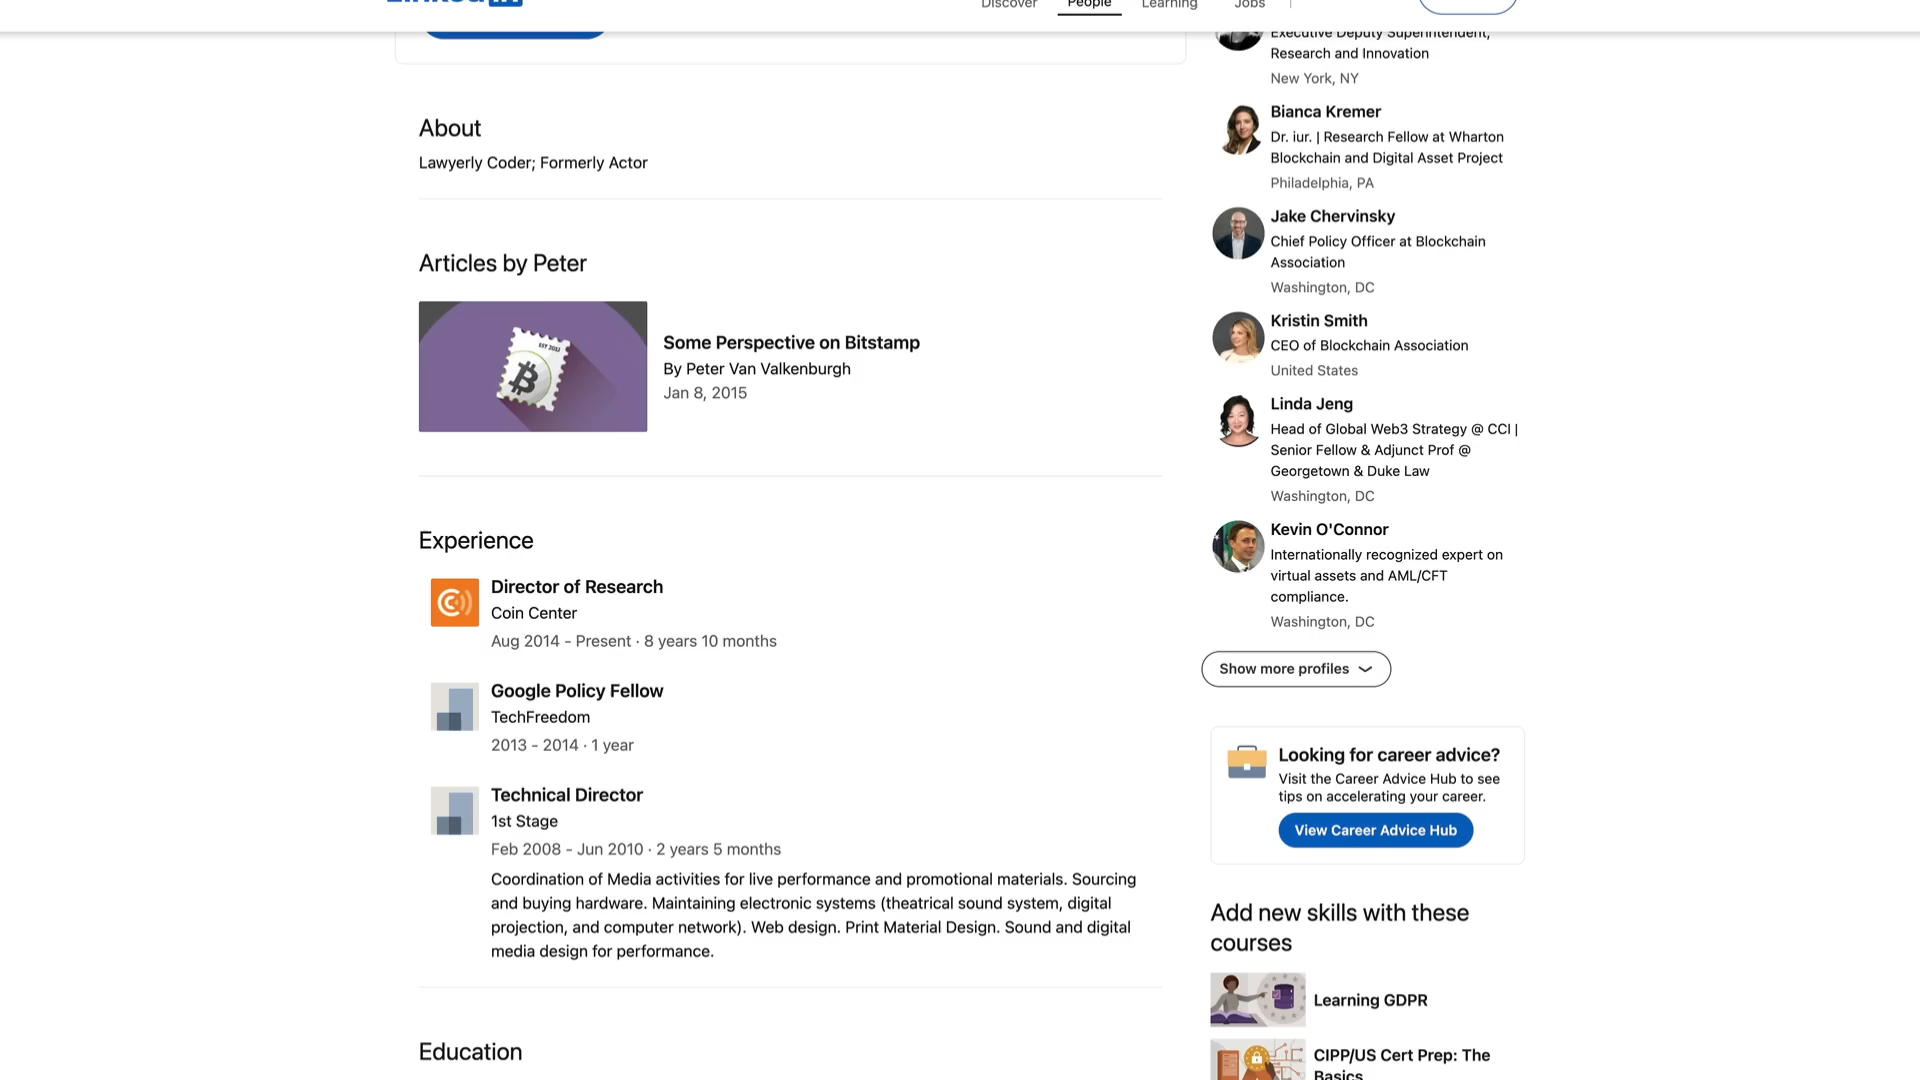 LinkedIn
Discover
People
Learning
Jobs
About
Lawyerly Coder; Formerly Actor
Articles by Peter
EST 2012
Some Perspective on Bitstamp
By Peter Van Valkenburgh
Jan 8, 2015
Experience
Director of Research
Coin Center
Aug 2014 - Present · 8 years 10 months
Google Policy Fellow
TechFreedom
2013 - 2014 · 1 year
Technical Director
1st Stage
Feb 2008 - Jun 2010 · 2 years 5 months
Coordination of Media activities for live performance and promotional materials. Sourcing
and buying hardware. Maintaining electronic systems (theatrical sound system, digital
projection, and computer network). Web design. Print Material Design. Sound and digital
media design for performance.
Education
Executive Deputy Superintendent,
Research and Innovation
New York, NY
Bianca Kremer
Dr. iur. | Research Fellow at Wharton
Blockchain and Digital Asset Project
Philadelphia, PA
Jake Chervinsky
Chief Policy Officer at Blockchain
Association
Washington, DC
Kristin Smith
CEO of Blockchain Association
United States
Linda Jeng
Head of Global Web3 Strategy @ CCI |
Senior Fellow & Adjunct Prof @
Georgetown & Duke Law
Washington, DC
Kevin O'Connor
Internationally recognized expert on
virtual assets and AML/CFT
compliance.
Washington, DC
Show more profiles
Looking for career advice?
Visit the Career Advice Hub to see
tips on accelerating your career.
View Career Advice Hub
Add new skills with these
courses
Learning GDPR
CIPP/US Cert Prep: The
Basics